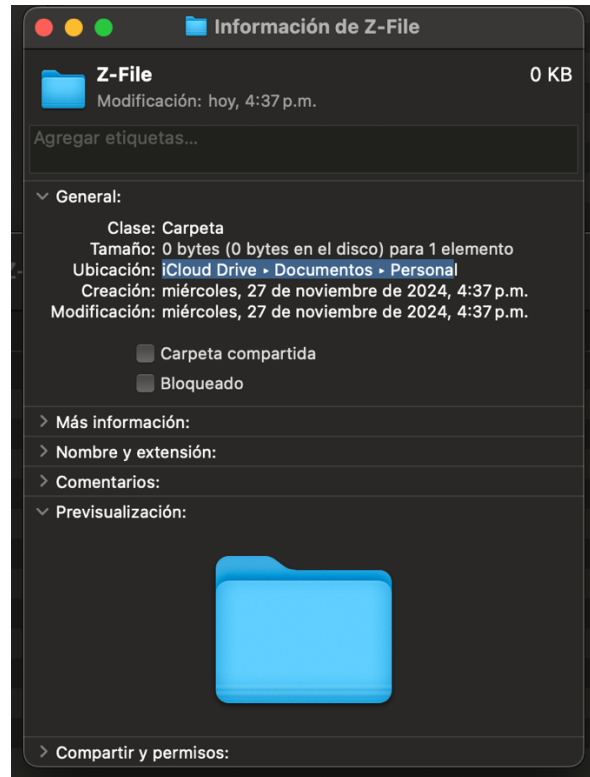 Información de Z-File
Z-File 0 KB
Modificación: hoy, 4:37 p.m.
Agregar etiquetas...
General:
Clase: Carpeta
Tamaño: 0 bytes (0 bytes en el disco) para 1 elemento
Ubicación: iCloud Drive ▸ Documentos ▸ Personal
Creación: miércoles, 27 de noviembre de 2024, 4:37 p.m.
Modificación: miércoles, 27 de noviembre de 2024, 4:37 p.m.
Carpeta compartida
Bloqueado
Más información:
Nombre y extensión:
Comentarios:
Previsualización:
Compartir y permisos: